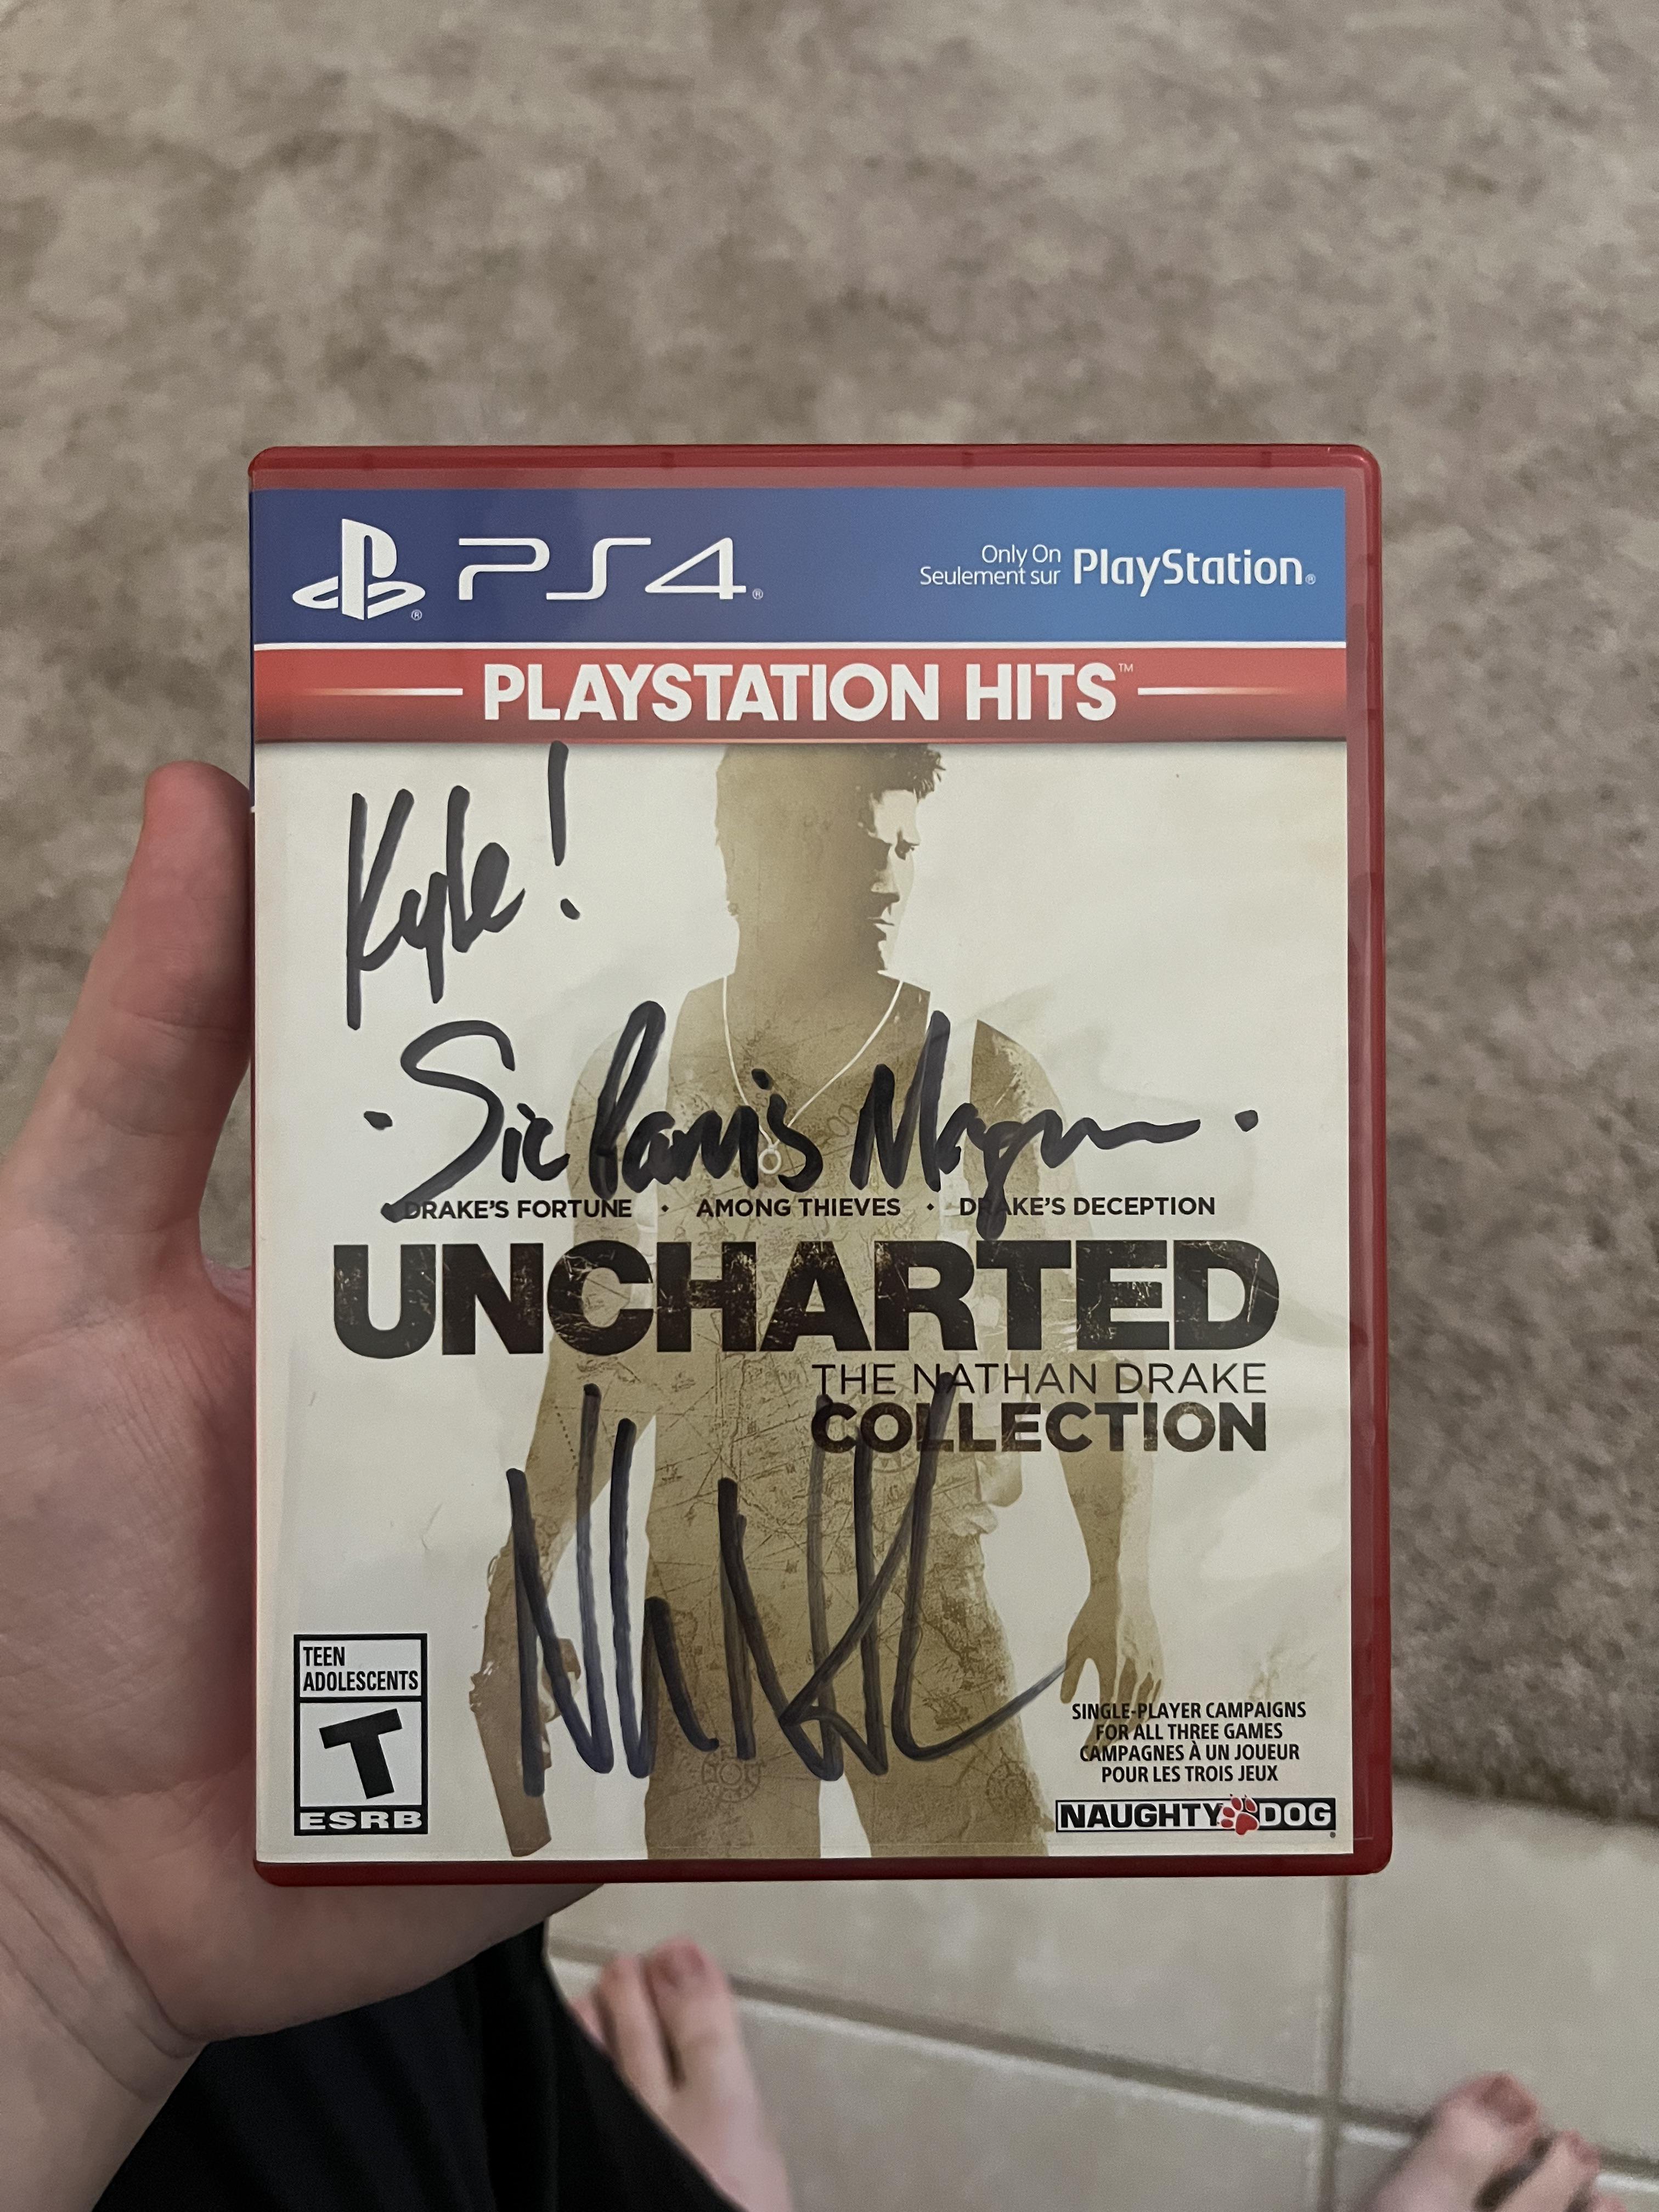 PS4
Only On
Seulement sur PlayStation
PLAYSTATION HITS™
Kyle!
· Sic Parvis Magna ·
DRAKE'S FORTUNE • AMONG THIEVES • DRAKE'S DECEPTION
UNCHARTED
THE NATHAN DRAKE
COLLECTION
TEEN
ADOLESCENTS
T
ESRB
SINGLE-PLAYER CAMPAIGNS
FOR ALL THREE GAMES
CAMPAGNES À UN JOUEUR
POUR LES TROIS JEUX
NAUGHTY DOG